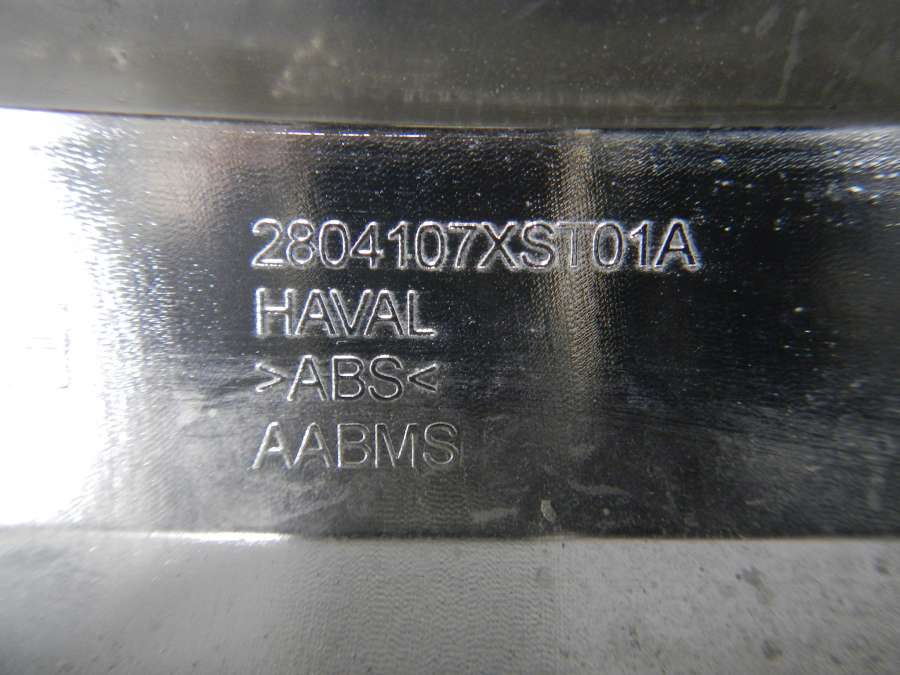 2804107XST01A
HAVAL
>ABS<
AABMS